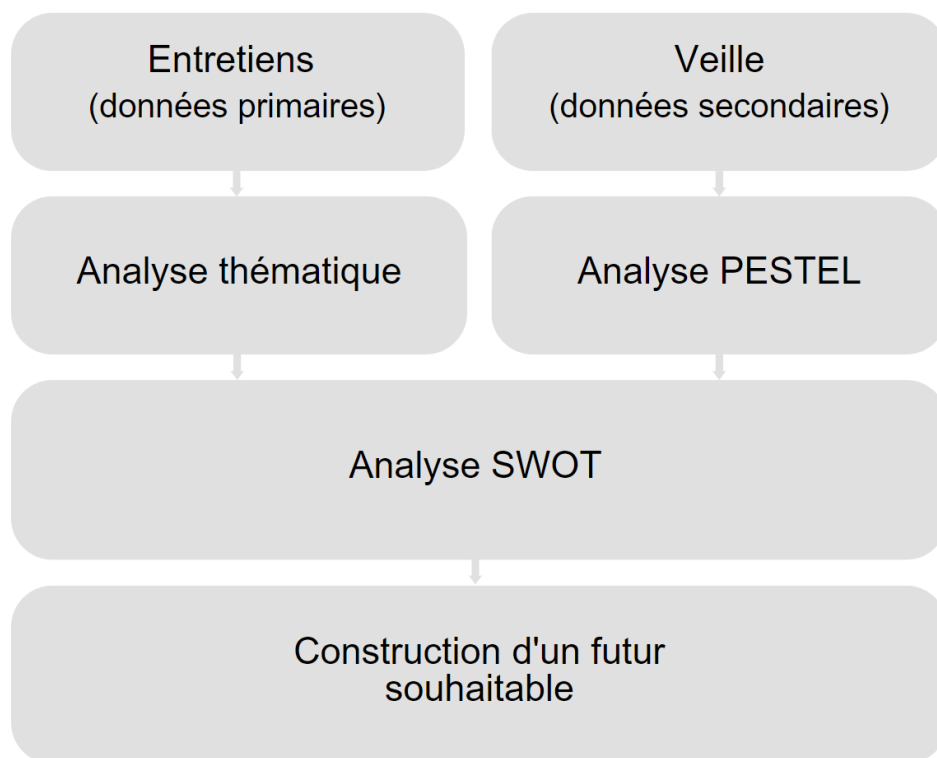 Entretiens
(données primaires)
Veille
(données secondaires)
Analyse thématique
Analyse PESTEL
Analyse SWOT
Construction d'un futur
souhaitable